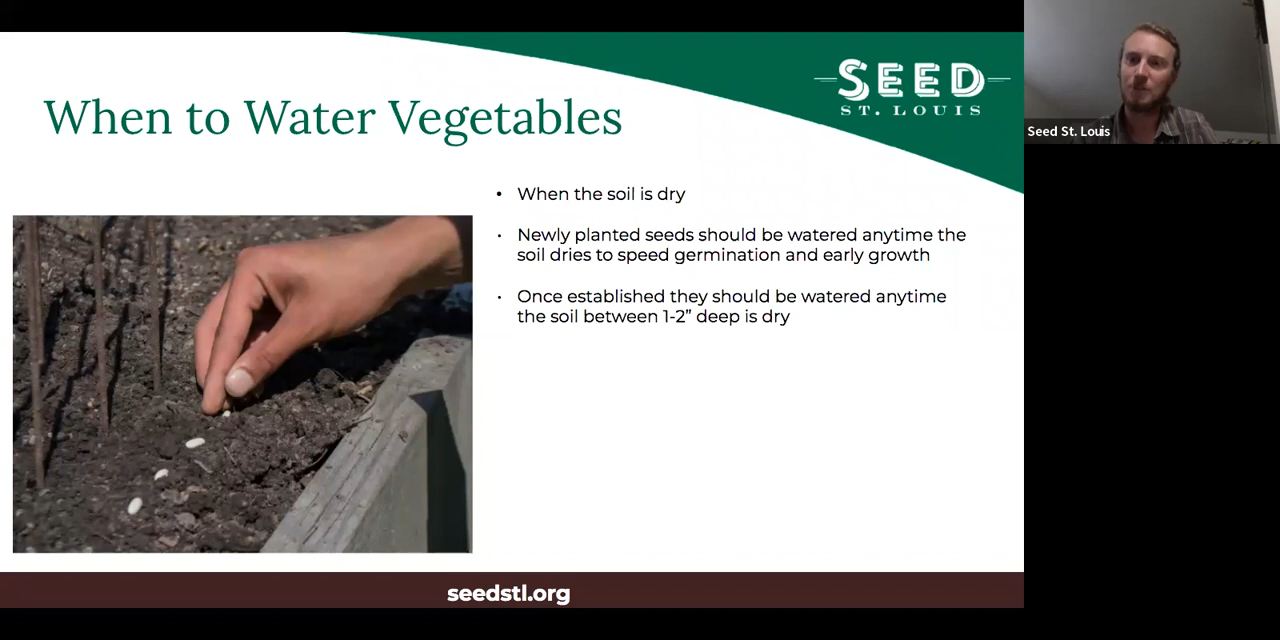 When to Water Vegetables
SEED
ST. LOUIS
Seed St. Louis
• When the soil is dry
• Newly planted seeds should be watered anytime the
soil dries to speed germination and early growth
• Once established they should be watered anytime
the soil between 1-2” deep is dry
seedstl.org